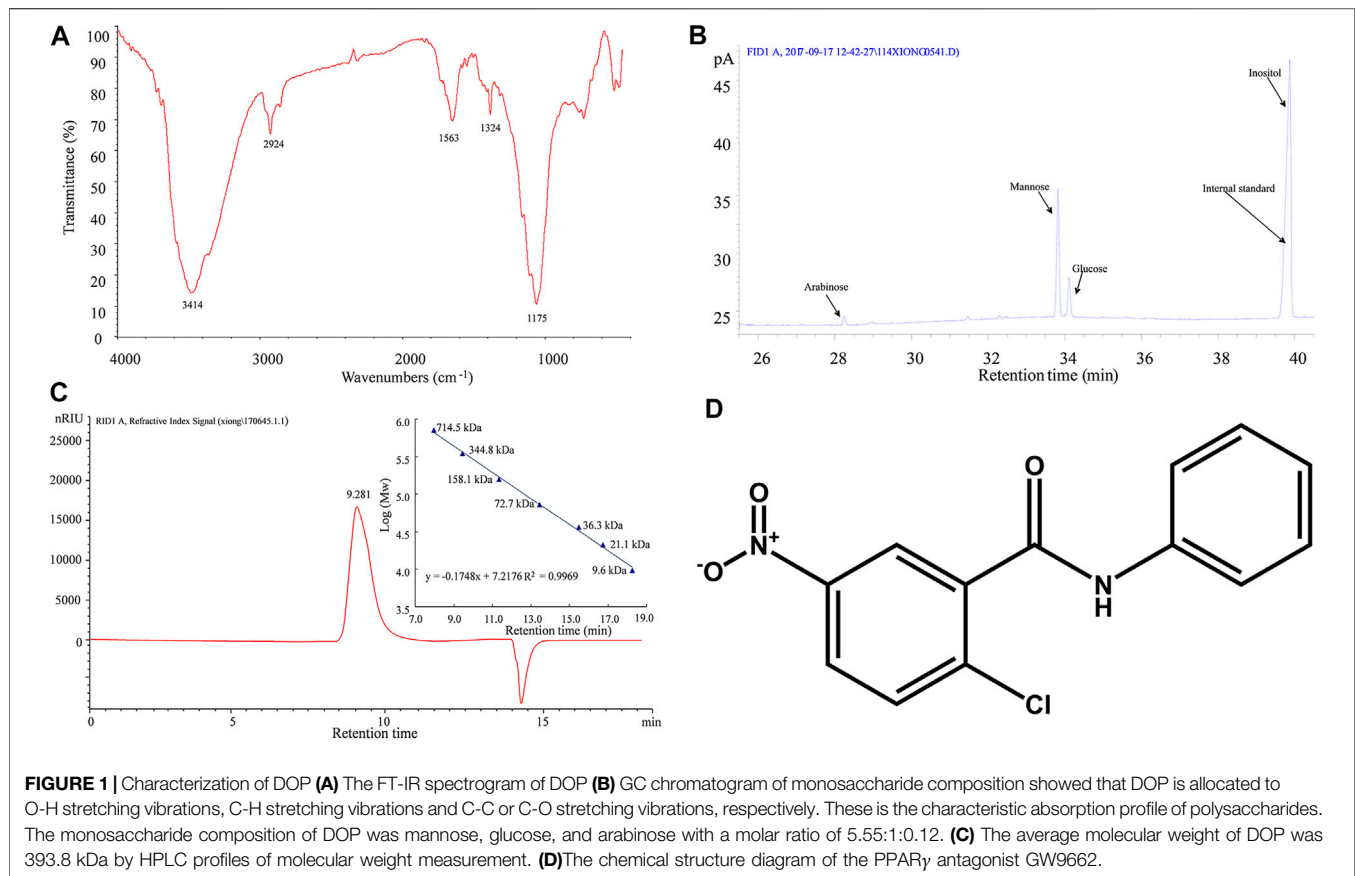 A
100
90
80
70
60
50
40
30
20
10
0
Transmittance (%)
3414
2924
1563
1324
1175
4000
3000
2000
1000
Wavenumbers (cm⁻¹)
B
FID1 A, 2017-09-17 12-42-27\114XIONG0541.D)
pA
45
40
35
30
25
Arabinose
Mannose
Glucose
Inositol
Internal standard
26
28
30
32
34
36
38
40
Retention time (min)
C
nRIU
RID1 A, Refractive Index Signal (xiong\170645.1.1)
25000
20000
15000
10000
5000
0
9.281
0
5
10
15
min
Retention time
6.0
5.5
5.0
4.5
4.0
3.5
Log (Mw)
714.5 kDa
344.8 kDa
158.1 kDa
72.7 kDa
36.3 kDa
21.1 kDa
9.6 kDa
y = -0.1748x + 7.2176 R² = 0.9969
7.0
9.0
11.0
13.0
15.0
17.0
19.0
Retention time (min)
D
O
N⁺
⁻O
O
N
H
Cl
FIGURE 1 | Characterization of DOP (A) The FT-IR spectrogram of DOP (B) GC chromatogram of monosaccharide composition showed that DOP is allocated to
O-H stretching vibrations, C-H stretching vibrations and C-C or C-O stretching vibrations, respectively. These is the characteristic absorption profile of polysaccharides.
The monosaccharide composition of DOP was mannose, glucose, and arabinose with a molar ratio of 5.55:1:0.12. (C) The average molecular weight of DOP was
393.8 kDa by HPLC profiles of molecular weight measurement. (D)The chemical structure diagram of the PPARγ antagonist GW9662.